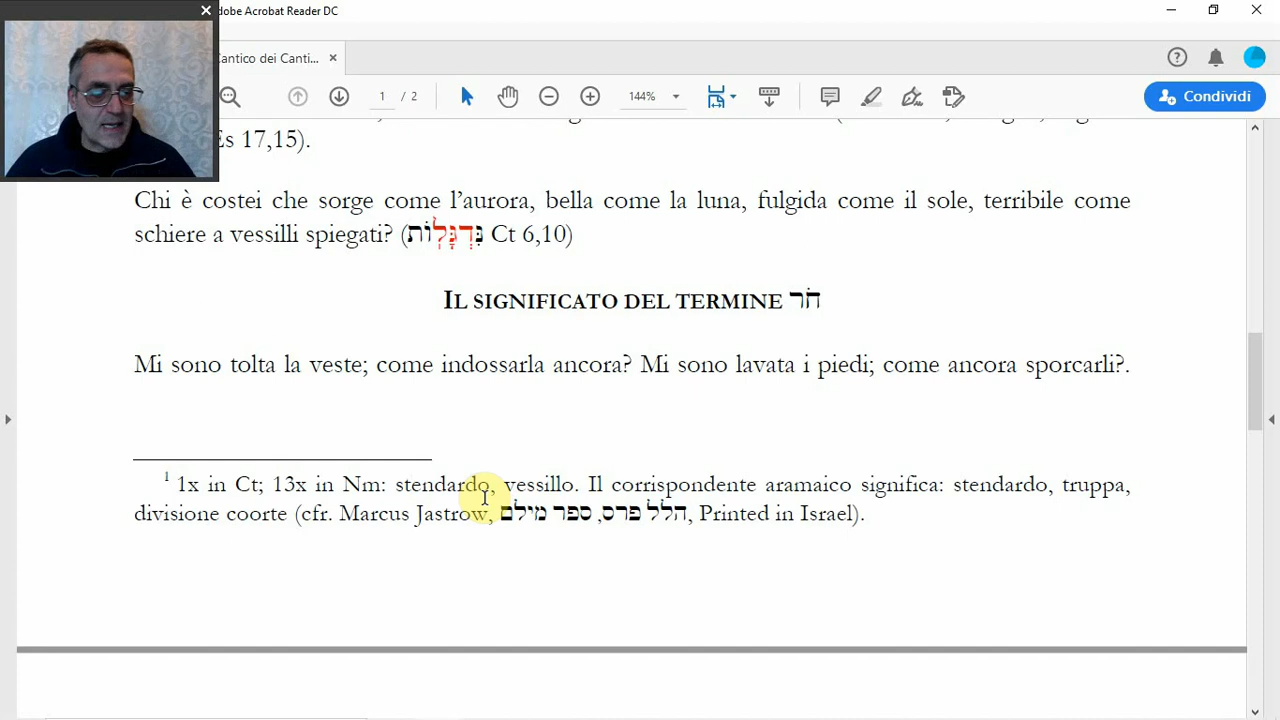 dobe Acrobat Reader DC
Cantico dei Canti...
1 / 2
144%
Condividi
Es 17,15).
Chi è costei che sorge come l’aurora, bella come la luna, fulgida come il sole, terribile come
schiere a vessilli spiegati? (נִּדְגָּלֽוֹת Ct 6,10)
IL SIGNIFICATO DEL TERMINE חֹר
Mi sono tolta la veste; come indossarla ancora? Mi sono lavata i piedi; come ancora sporcarli?.
1 1x in Ct; 13x in Nm: stendardo, vessillo. Il corrispondente aramaico significa: stendardo, truppa,
divisione coorte (cfr. Marcus Jastrow, הלל פרס, ספר מילם, Printed in Israel).